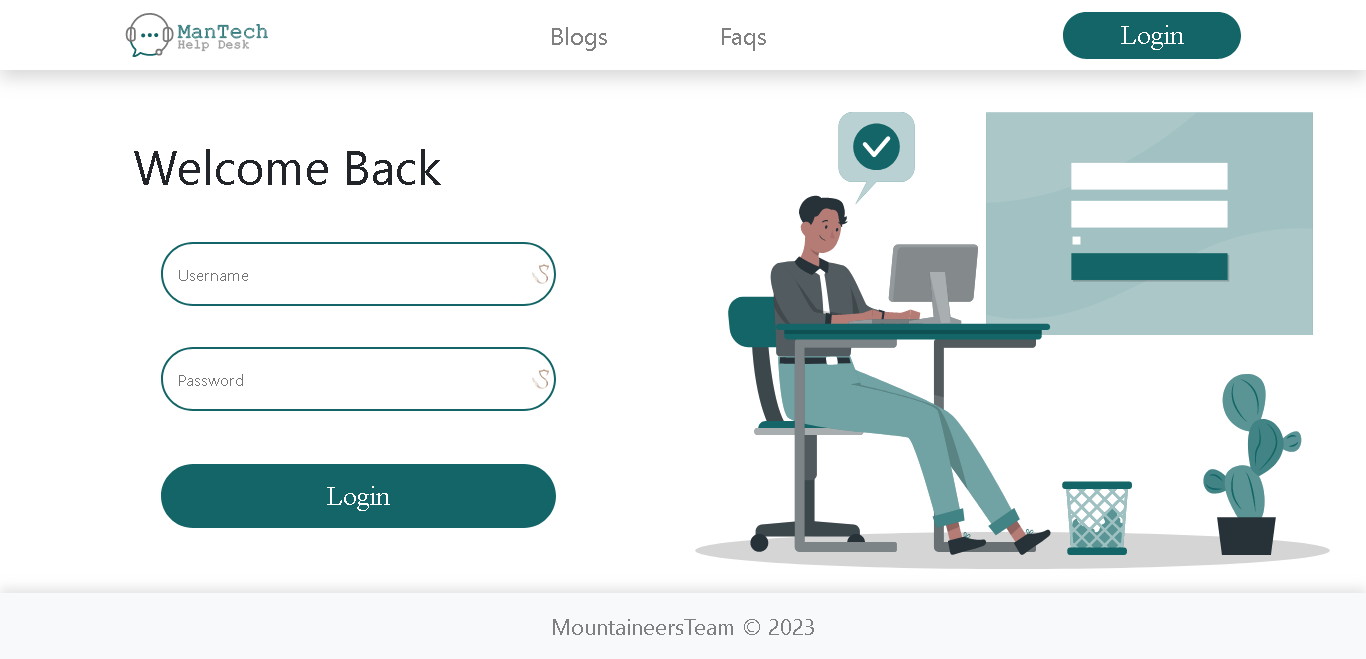 ManTech
Help Desk
Blogs
Faqs
Login
Welcome Back
Username
Password
Login
MountaineersTeam © 2023